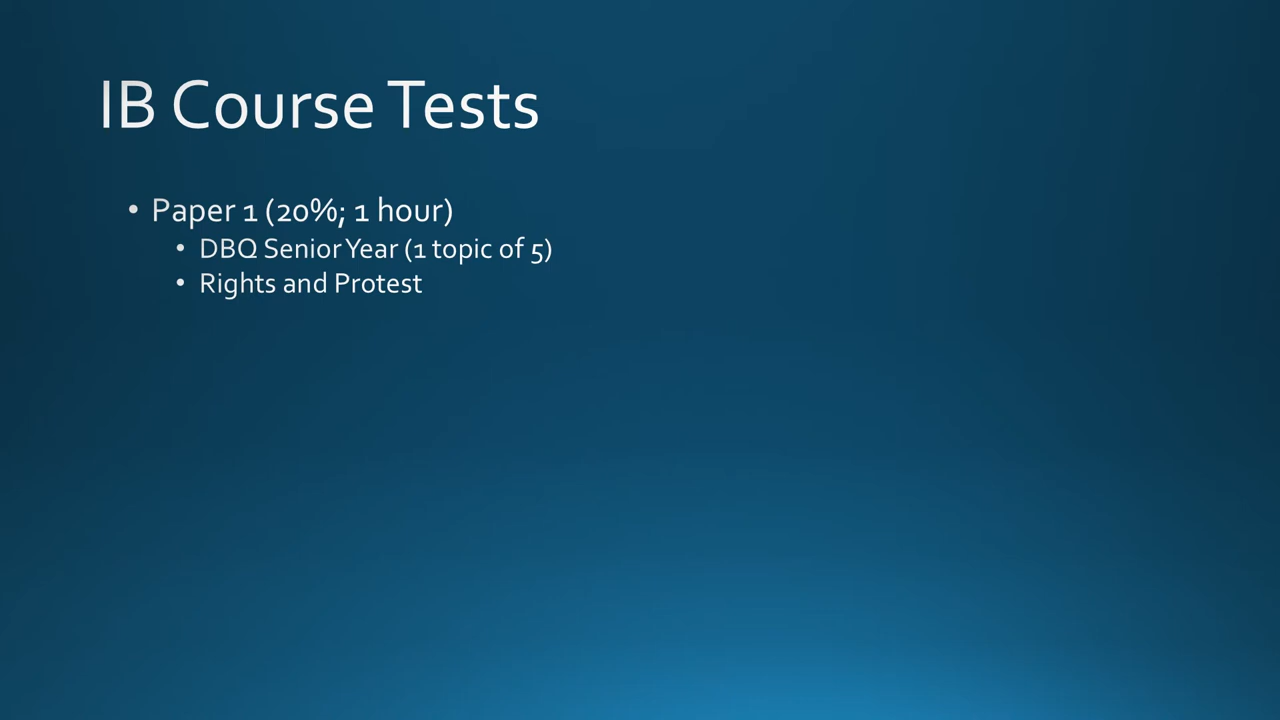 IB Course Tests
• Paper 1 (20%; 1 hour)
• DBQ Senior Year (1 topic of 5)
• Rights and Protest